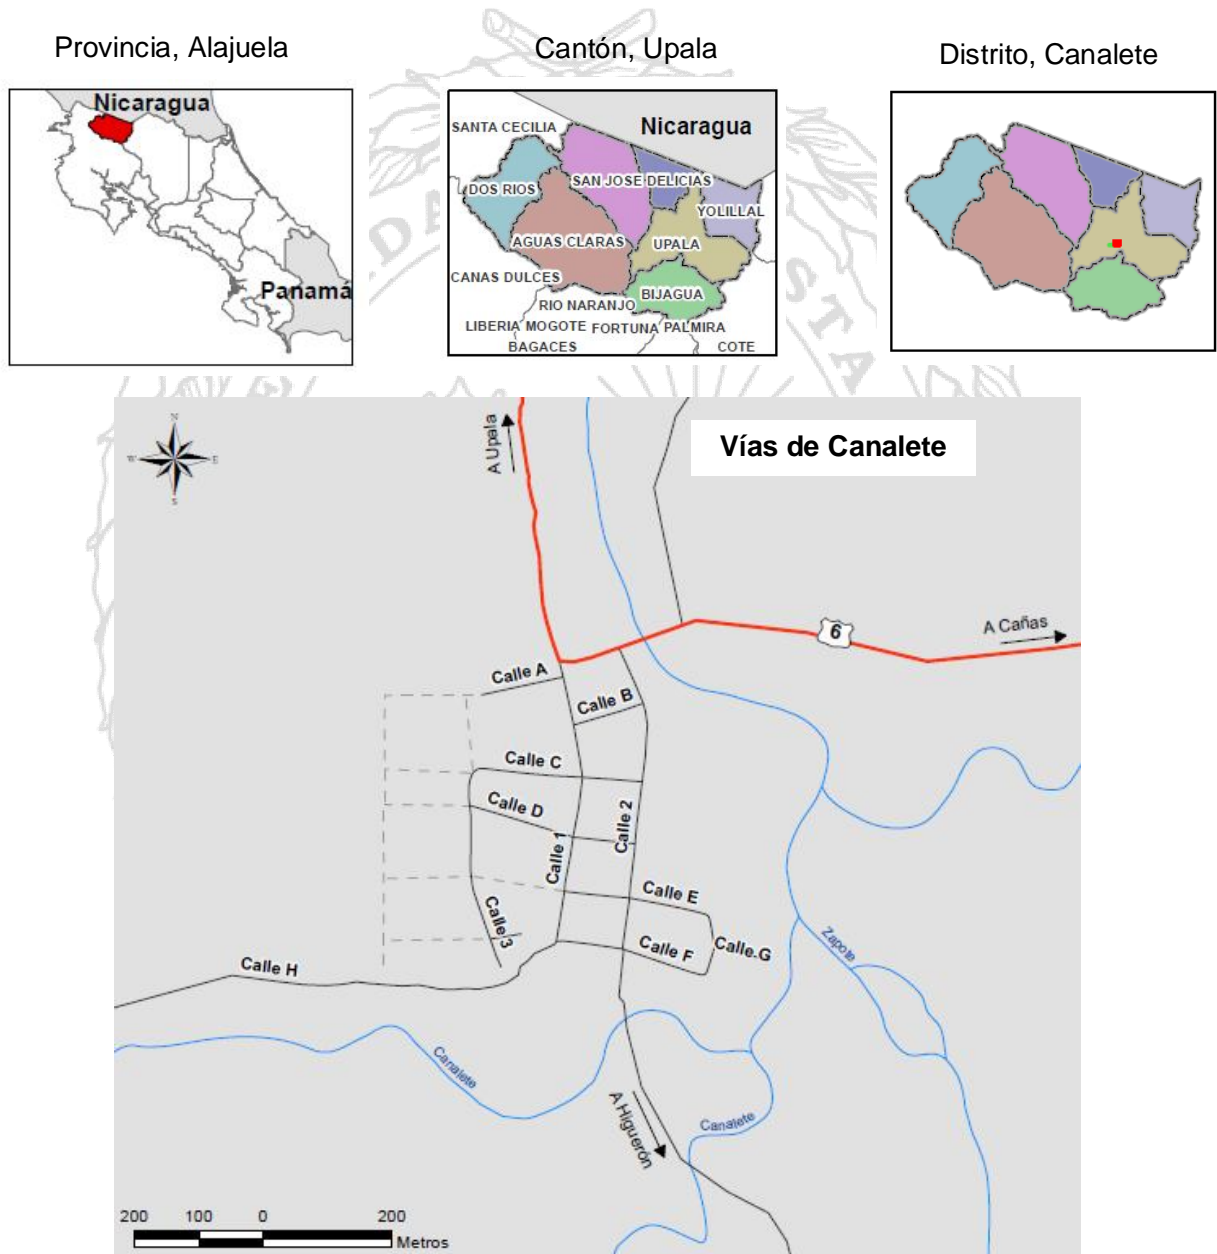 Provincia, Alajuela
Cantón, Upala
Distrito, Canalete
Nicaragua
Panamá
SANTA CECILIA
Nicaragua
DOS RIOS
SAN JOSE DELICIAS
YOLILLAL
AGUAS CLARAS
UPALA
CANAS DULCES
BIJAGUA
RIO NARANJO
LIBERIA MOGOTE FORTUNA PALMIRA
BAGACES
COTE
Vías de Canalete
N
W
E
S
A Upala
6
A Cañas
Calle A
Calle B
Calle C
Calle D
Calle 2
Calle 1
Calle E
Calle 3
Calle F
Calle G
Calle H
Zapote
Canalete
Canalete
A Higuerón
200 100 0 200
Metros